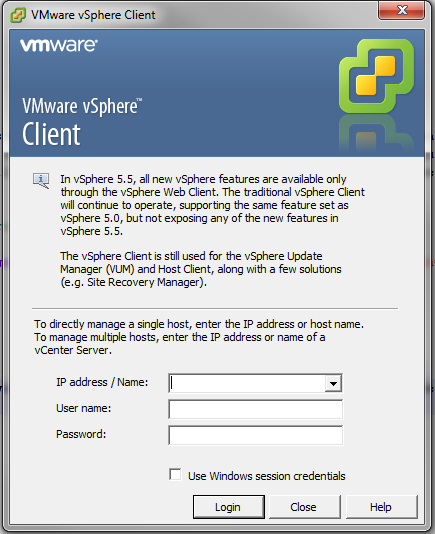 VMware vSphere Client
vmware®
VMware vSphere™
Client
In vSphere 5.5, all new vSphere features are available only
through the vSphere Web Client. The traditional vSphere Client
will continue to operate, supporting the same feature set as
vSphere 5.0, but not exposing any of the new features in
vSphere 5.5.
The vSphere Client is still used for the vSphere Update
Manager (VUM) and Host Client, along with a few solutions
(e.g. Site Recovery Manager).
To directly manage a single host, enter the IP address or host name.
To manage multiple hosts, enter the IP address or name of a
vCenter Server.
IP address / Name:
User name:
Password:
Use Windows session credentials
Login Close Help